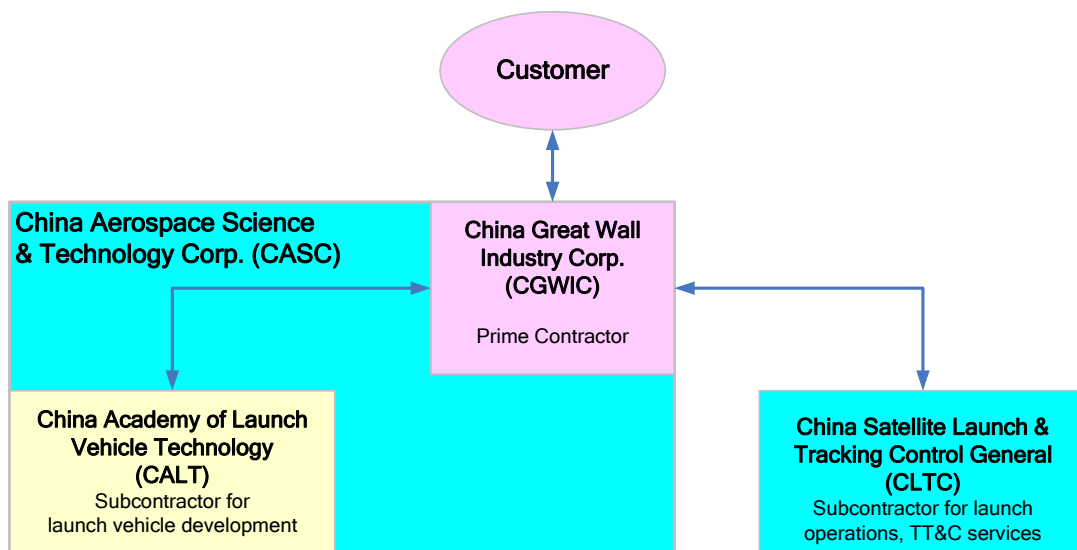 Customer
China Aerospace Science
& Technology Corp. (CASC)
China Great Wall
Industry Corp.
(CGWIC)
Prime Contractor
China Academy of Launch
Vehicle Technology
(CALT)
Subcontractor for
launch vehicle development
China Satellite Launch &
Tracking Control General
(CLTC)
Subcontractor for launch
operations, TT&C services